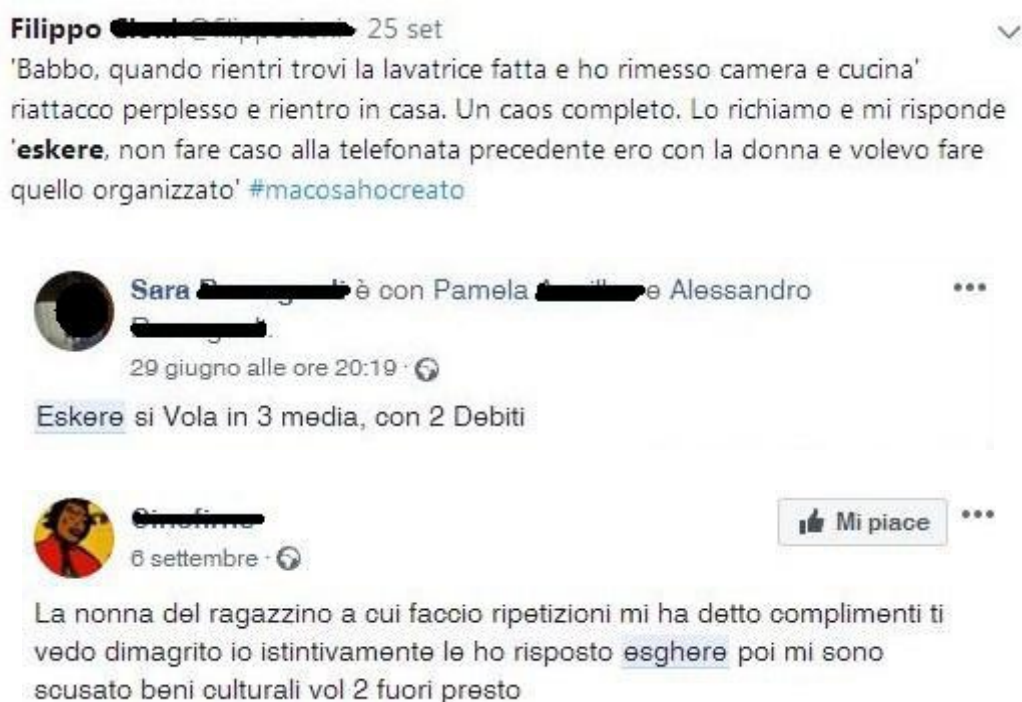 Filippo 25 set
'Babbo, quando rientri trovi la lavatrice fatta e ho rimesso camera e cucina'
riattacco perplesso e rientro in casa. Un caos completo. Lo richiamo e mi risponde
'eskere, non fare caso alla telefonata precedente ero con la donna e volevo fare
quello organizzato' #macosahocreato
Sara è con Pamela e Alessandro
29 giugno alle ore 20:19 ·
Eskere si Vola in 3 media, con 2 Debiti
Mi piace
6 settembre ·
La nonna del ragazzino a cui faccio ripetizioni mi ha detto complimenti ti
vedo dimagrito io istintivamente le ho risposto esghere poi mi sono
scusato beni culturali vol 2 fuori presto